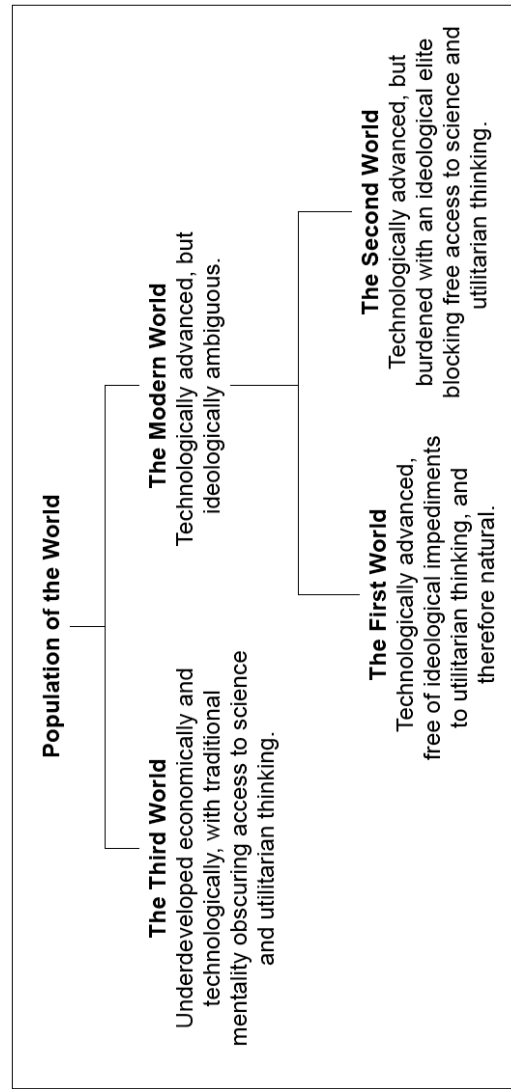 Population of the World
The Third World
Underdeveloped economically and
technologically, with traditional
mentality obscuring access to science
and utilitarian thinking.
The Modern World
Technologically advanced, but
ideologically ambiguous.
The First World
Technologically advanced,
free of ideological impediments
to utilitarian thinking, and
therefore natural.
The Second World
Technologically advanced, but
burdened with an ideological elite
blocking free access to science and
utilitarian thinking.